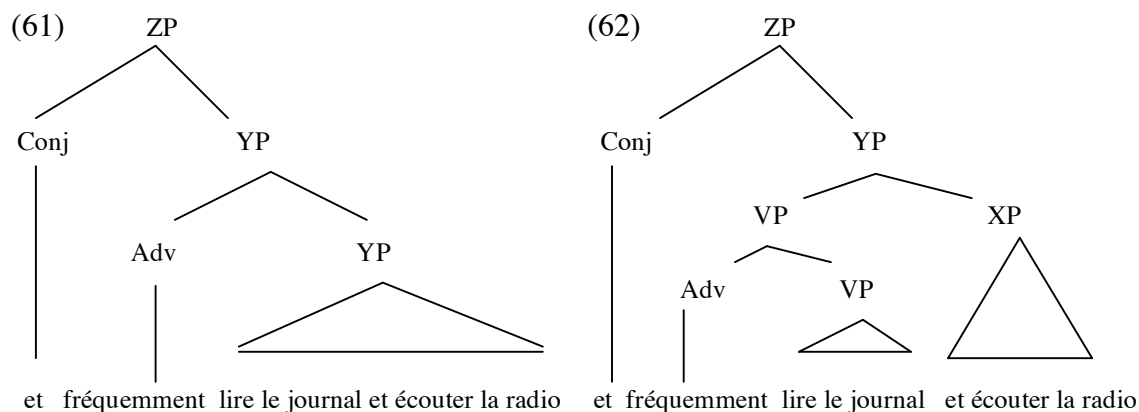 (61) ZP (62) ZP
Conj YP Conj YP
VP XP
Adv YP
Adv VP
et fréquemment lire le journal et écouter la radio et fréquemment lire le journal et écouter la radio